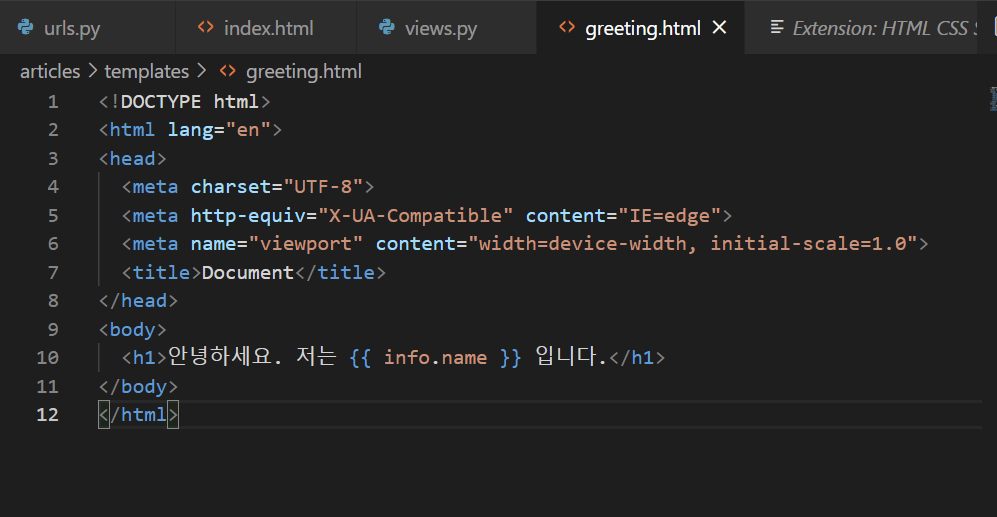 urls.py index.html views.py greeting.html Extension: HTML CSS S
articles > templates > greeting.html
1 <!DOCTYPE html>
2 <html lang="en">
3 <head>
4 <meta charset="UTF-8">
5 <meta http-equiv="X-UA-Compatible" content="IE=edge">
6 <meta name="viewport" content="width=device-width, initial-scale=1.0">
7 <title>Document</title>
8 </head>
9 <body>
10 <h1>안녕하세요. 저는 {{ info.name }} 입니다.</h1>
11 </body>
12 </html>